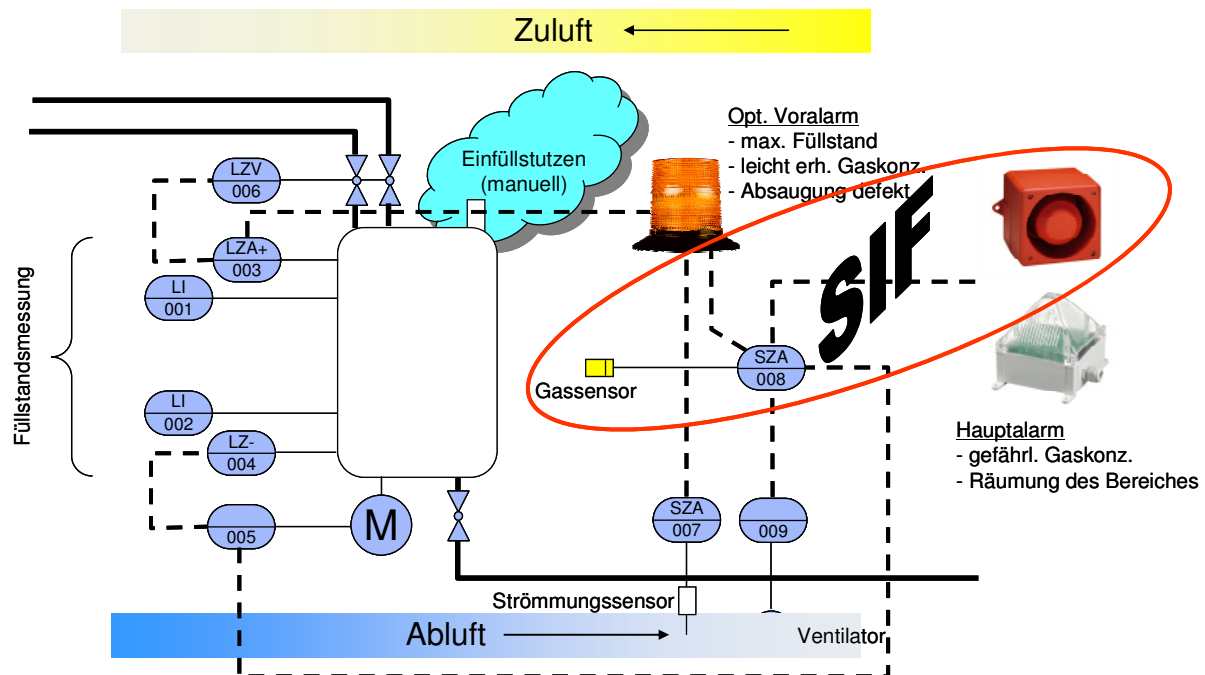 Zuluft
Opt. Voralarm
- max. Füllstand
- leicht erh. Gaskonz.
- Absaugung defekt
Einfüllstutzen
(manuell)
LZV
006
LZA+
003
LI
001
Füllstandsmessung
LI
002
LZ-
004
005
M
SIF
SZA
008
Gassensor
Hauptalarm
- gefährl. Gaskonz.
- Räumung des Bereiches
SZA
007
009
Strömmungssensor
Abluft
Ventilator